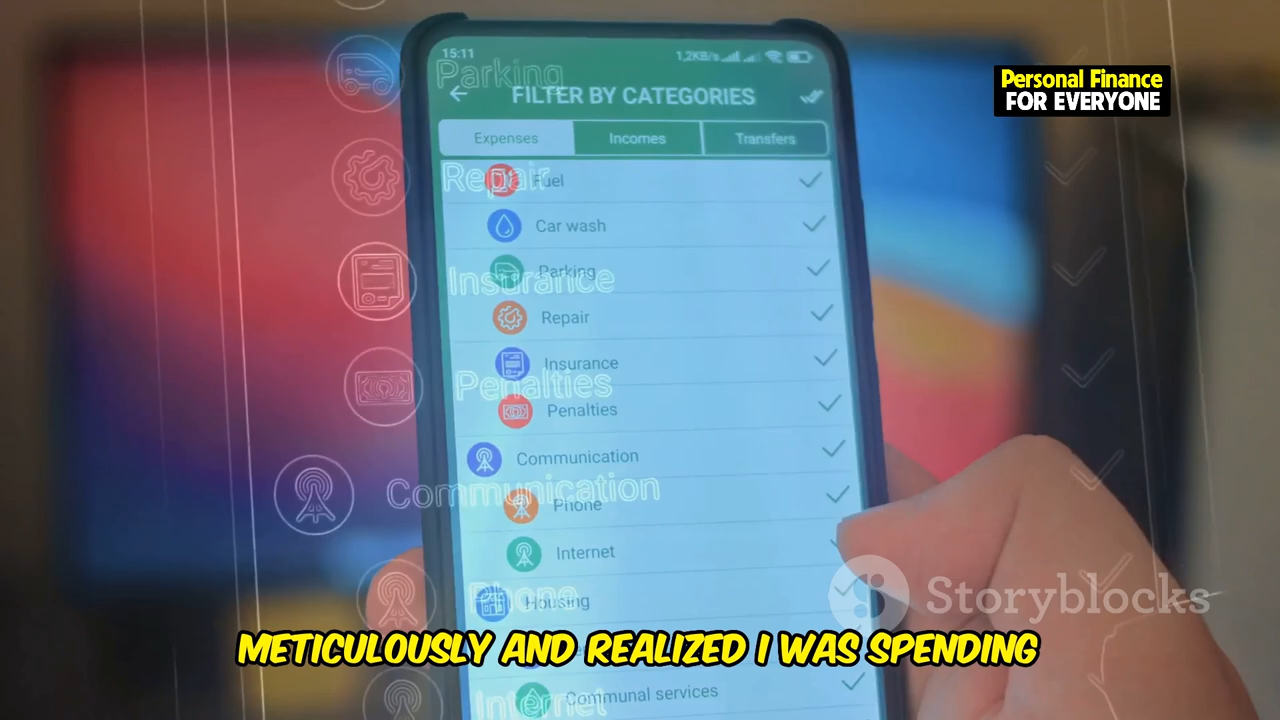 15:11
1,2KB/s
Parking
FILTER BY CATEGORIES
Personal Finance
FOR EVERYONE
Expenses
Incomes
Transfers
Repair
Fuel
Car wash
Parking
Insurance
Repair
Insurance
Penalties
Penalties
Communication
Communication
Phone
Internet
Phone
Housing
Storyblocks
METICULOUSLY AND REALIZED I WAS SPENDING
Communal services
Internet